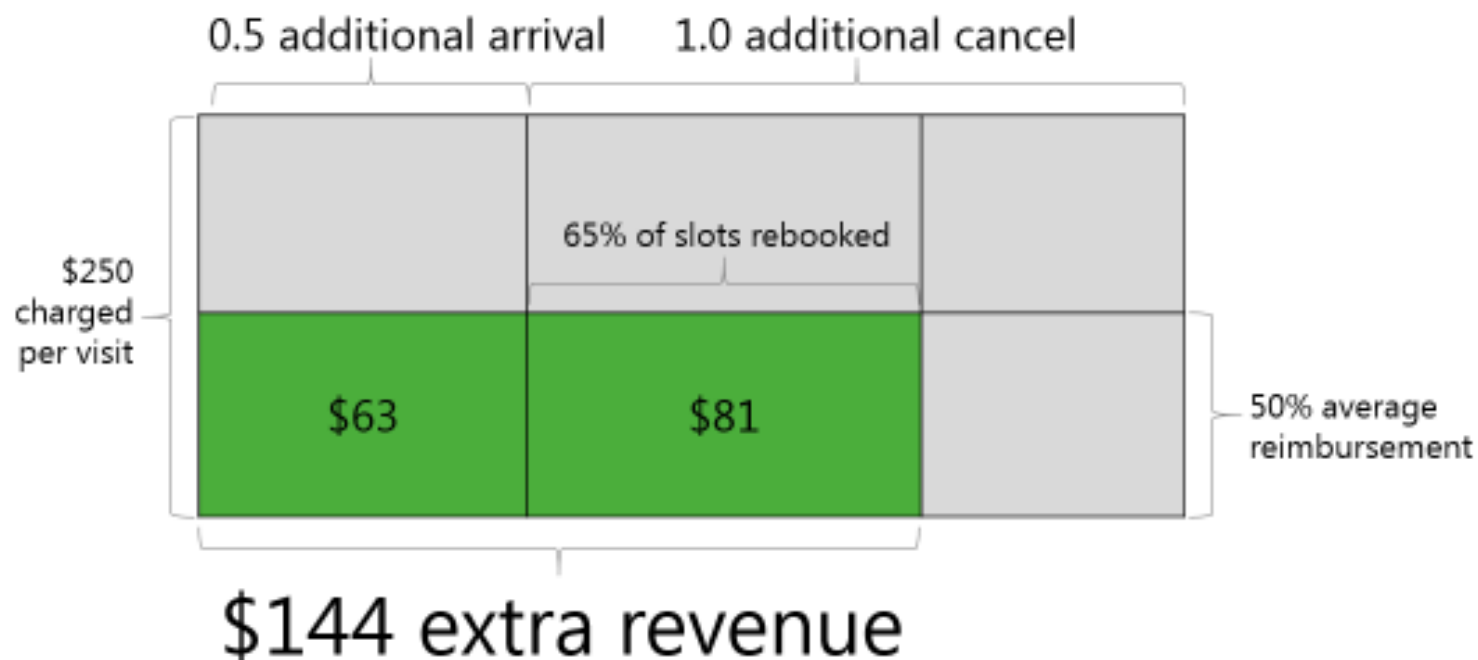 0.5 additional arrival
1.0 additional cancel
65% of slots rebooked
$250
charged
per visit
$63
$81
50% average
reimbursement
$144 extra revenue